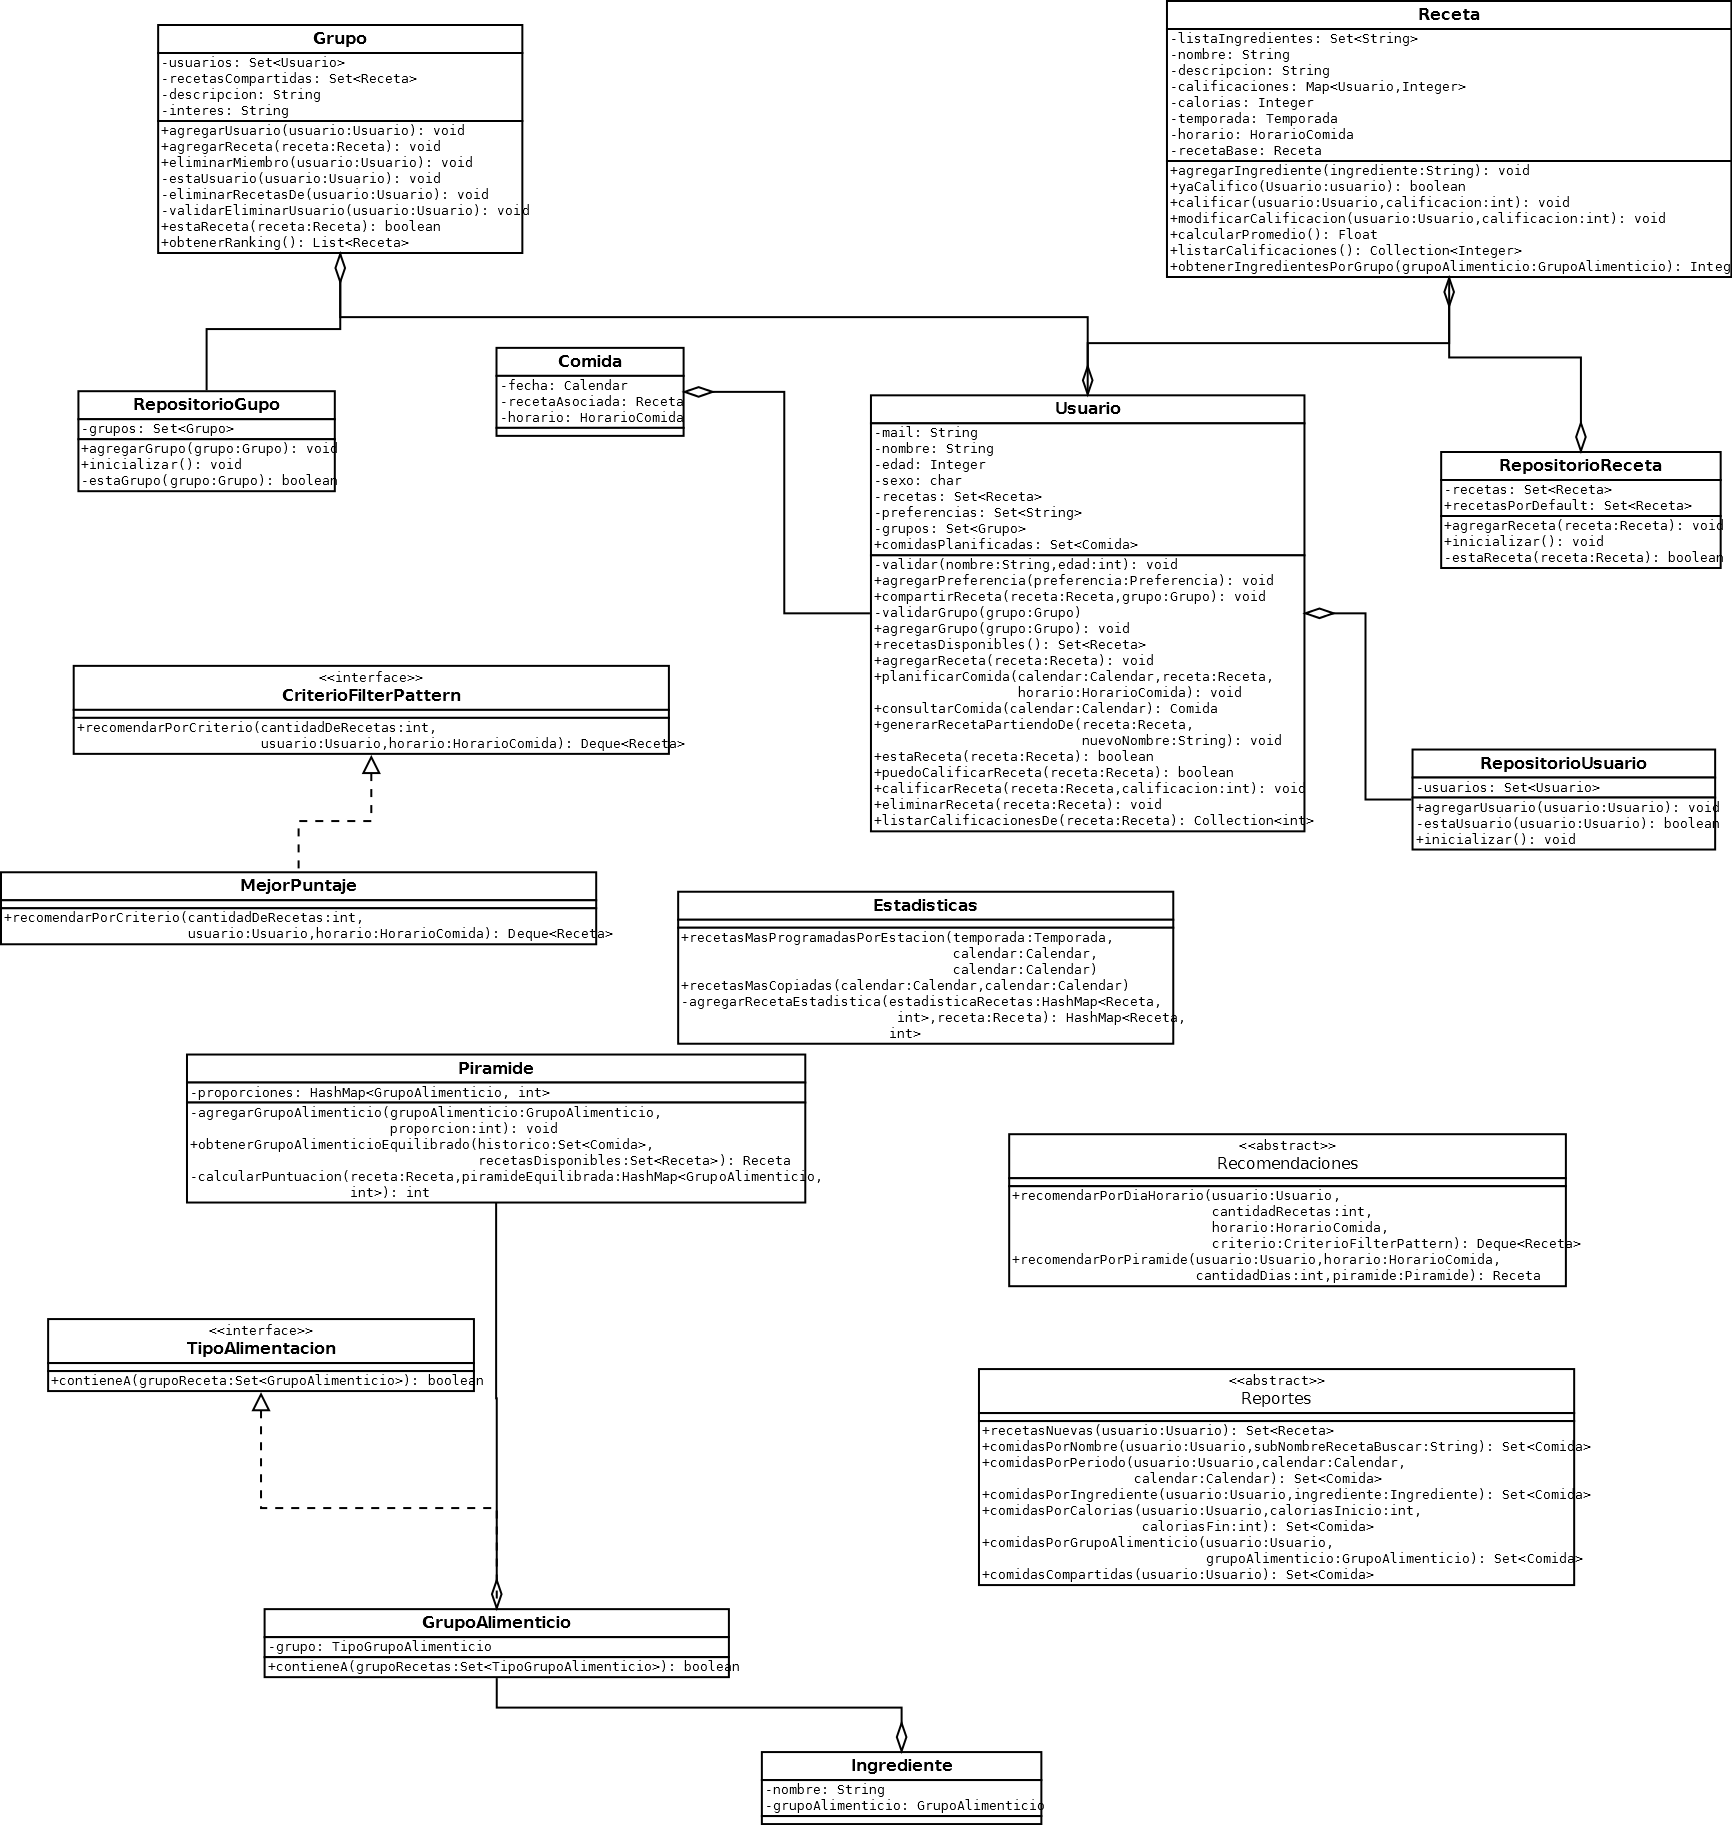 Grupo
-usuarios: Set<Usuario>
-recetasCompartidas: Set<Receta>
-descripcion: String
-interes: String
+agregarUsuario(usuario:Usuario): void
+agregarReceta(receta:Receta): void
+eliminarMiembro(usuario:Usuario): void
-estaUsuario(usuario:Usuario): void
-eliminarRecetasDe(usuario:Usuario): void
-validarEliminarUsuario(usuario:Usuario): void
+estaReceta(receta:Receta): boolean
+obtenerRanking(): List<Receta>
Receta
-listaIngredientes: Set<String>
-nombre: String
-descripcion: String
-calificaciones: Map<Usuario,Integer>
-calorias: Integer
-temporada: Temporada
-horario: HorarioComida
-recetaBase: Receta
+agregarIngrediente(ingrediente:String): void
+yaCalifico(Usuario:usuario): boolean
+calificar(usuario:Usuario,calificacion:int): void
+modificarCalificacion(usuario:Usuario,calificacion:int): void
+calcularPromedio(): Float
+listarCalificaciones(): Collection<Integer>
+obtenerIngredientesPorGrupo(grupoAlimenticio:GrupoAlimenticio): Integ
Comida
-fecha: Calendar
-recetaAsociada: Receta
-horario: HorarioComida
RepositorioGupo
-grupos: Set<Grupo>
+agregarGrupo(grupo:Grupo): void
+inicializar(): void
-estaGrupo(grupo:Grupo): boolean
Usuario
-mail: String
-nombre: String
-edad: Integer
-sexo: char
-recetas: Set<Receta>
-preferencias: Set<String>
-grupos: Set<Grupo>
+comidasPlanificadas: Set<Comida>
-validar(nombre:String,edad:int): void
+agregarPreferencia(preferencia:Preferencia): void
+compartirReceta(receta:Receta,grupo:Grupo): void
-validarGrupo(grupo:Grupo)
+agregarGrupo(grupo:Grupo): void
+recetasDisponibles(): Set<Receta>
+agregarReceta(receta:Receta): void
+planificarComida(calendar:Calendar,receta:Receta,
horario:HorarioComida): void
+consultarComida(calendar:Calendar): Comida
+generarRecetaPartiendoDe(receta:Receta,
nuevoNombre:String): void
+estaReceta(receta:Receta): boolean
+puedoCalificarReceta(receta:Receta): boolean
+calificarReceta(receta:Receta,calificacion:int): void
+eliminarReceta(receta:Receta): void
+listarCalificacionesDe(receta:Receta): Collection<int>
RepositorioReceta
-recetas: Set<Receta>
+recetasPorDefault: Set<Receta>
+agregarReceta(receta:Receta): void
+inicializar(): void
-estaReceta(receta:Receta): boolean
<<interface>>
CriterioFilterPattern
+recomendarPorCriterio(cantidadDeRecetas:int,
usuario:Usuario,horario:HorarioComida): Deque<Receta>
RepositorioUsuario
-usuarios: Set<Usuario>
+agregarUsuario(usuario:Usuario): void
-estaUsuario(usuario:Usuario): boolean
+inicializar(): void
MejorPuntaje
+recomendarPorCriterio(cantidadDeRecetas:int,
usuario:Usuario,horario:HorarioComida): Deque<Receta>
Estadisticas
+recetasMasProgramadasPorEstacion(temporada:Temporada,
calendar:Calendar,
calendar:Calendar)
+recetasMasCopiadas(calendar:Calendar,calendar:Calendar)
-agregarRecetaEstadistica(estadisticaRecetas:HashMap<Receta,
int>,receta:Receta): HashMap<Receta,
int>
Piramide
-proporciones: HashMap<GrupoAlimenticio, int>
-agregarGrupoAlimenticio(grupoAlimenticio:GrupoAlimenticio,
proporcion:int): void
+obtenerGrupoAlimenticioEquilibrado(historico:Set<Comida>,
recetasDisponibles:Set<Receta>): Receta
-calcularPuntuacion(receta:Receta,piramideEquilibrada:HashMap<GrupoAlimenticio,
int>): int
<<abstract>>
Recomendaciones
+recomendarPorDiaHorario(usuario:Usuario,
cantidadRecetas:int,
horario:HorarioComida,
criterio:CriterioFilterPattern): Deque<Receta>
+recomendarPorPiramide(usuario:Usuario,horario:HorarioComida,
cantidadDias:int,piramide:Piramide): Receta
<<interface>>
TipoAlimentacion
+contieneA(grupoReceta:Set<GrupoAlimenticio>): boolean
<<abstract>>
Reportes
+recetasNuevas(usuario:Usuario): Set<Receta>
+comidasPorNombre(usuario:Usuario,subNombreRecetaBuscar:String): Set<Comida>
+comidasPorPeriodo(usuario:Usuario,calendar:Calendar,
calendar:Calendar): Set<Comida>
+comidasPorIngrediente(usuario:Usuario,ingrediente:Ingrediente): Set<Comida>
+comidasPorCalorias(usuario:Usuario,caloriasInicio:int,
caloriasFin:int): Set<Comida>
+comidasPorGrupoAlimenticio(usuario:Usuario,
grupoAlimenticio:GrupoAlimenticio): Set<Comida>
+comidasCompartidas(usuario:Usuario): Set<Comida>
GrupoAlimenticio
-grupo: TipoGrupoAlimenticio
+contieneA(grupoRecetas:Set<TipoGrupoAlimenticio>): boolean
Ingrediente
-nombre: String
-grupoAlimenticio: GrupoAlimenticio